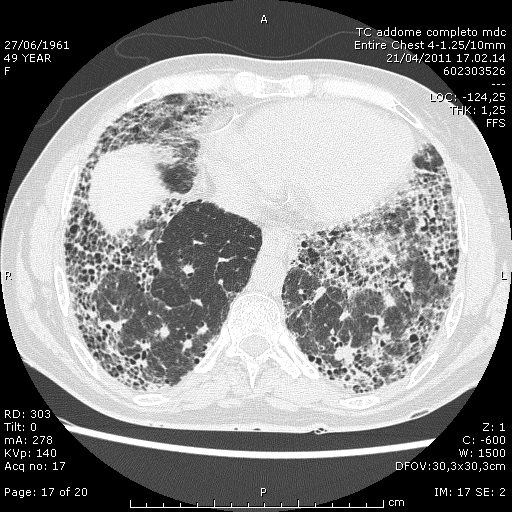 A
27/06/1961
49 YEAR
F
TC addome completo mdc
Entire Chest 4-1.25/10mm
21/04/2011 17.02.14
602303526
---
LOC: -124,25
THK: 1,25
FFS
R
L
RD: 303
Tilt: 0
mA: 278
KVp: 140
Acq no: 17
Page: 17 of 20
Z: 1
C: -600
W: 1500
DFOV:30,3x30,3cm
IM: 17 SE: 2
P
cm